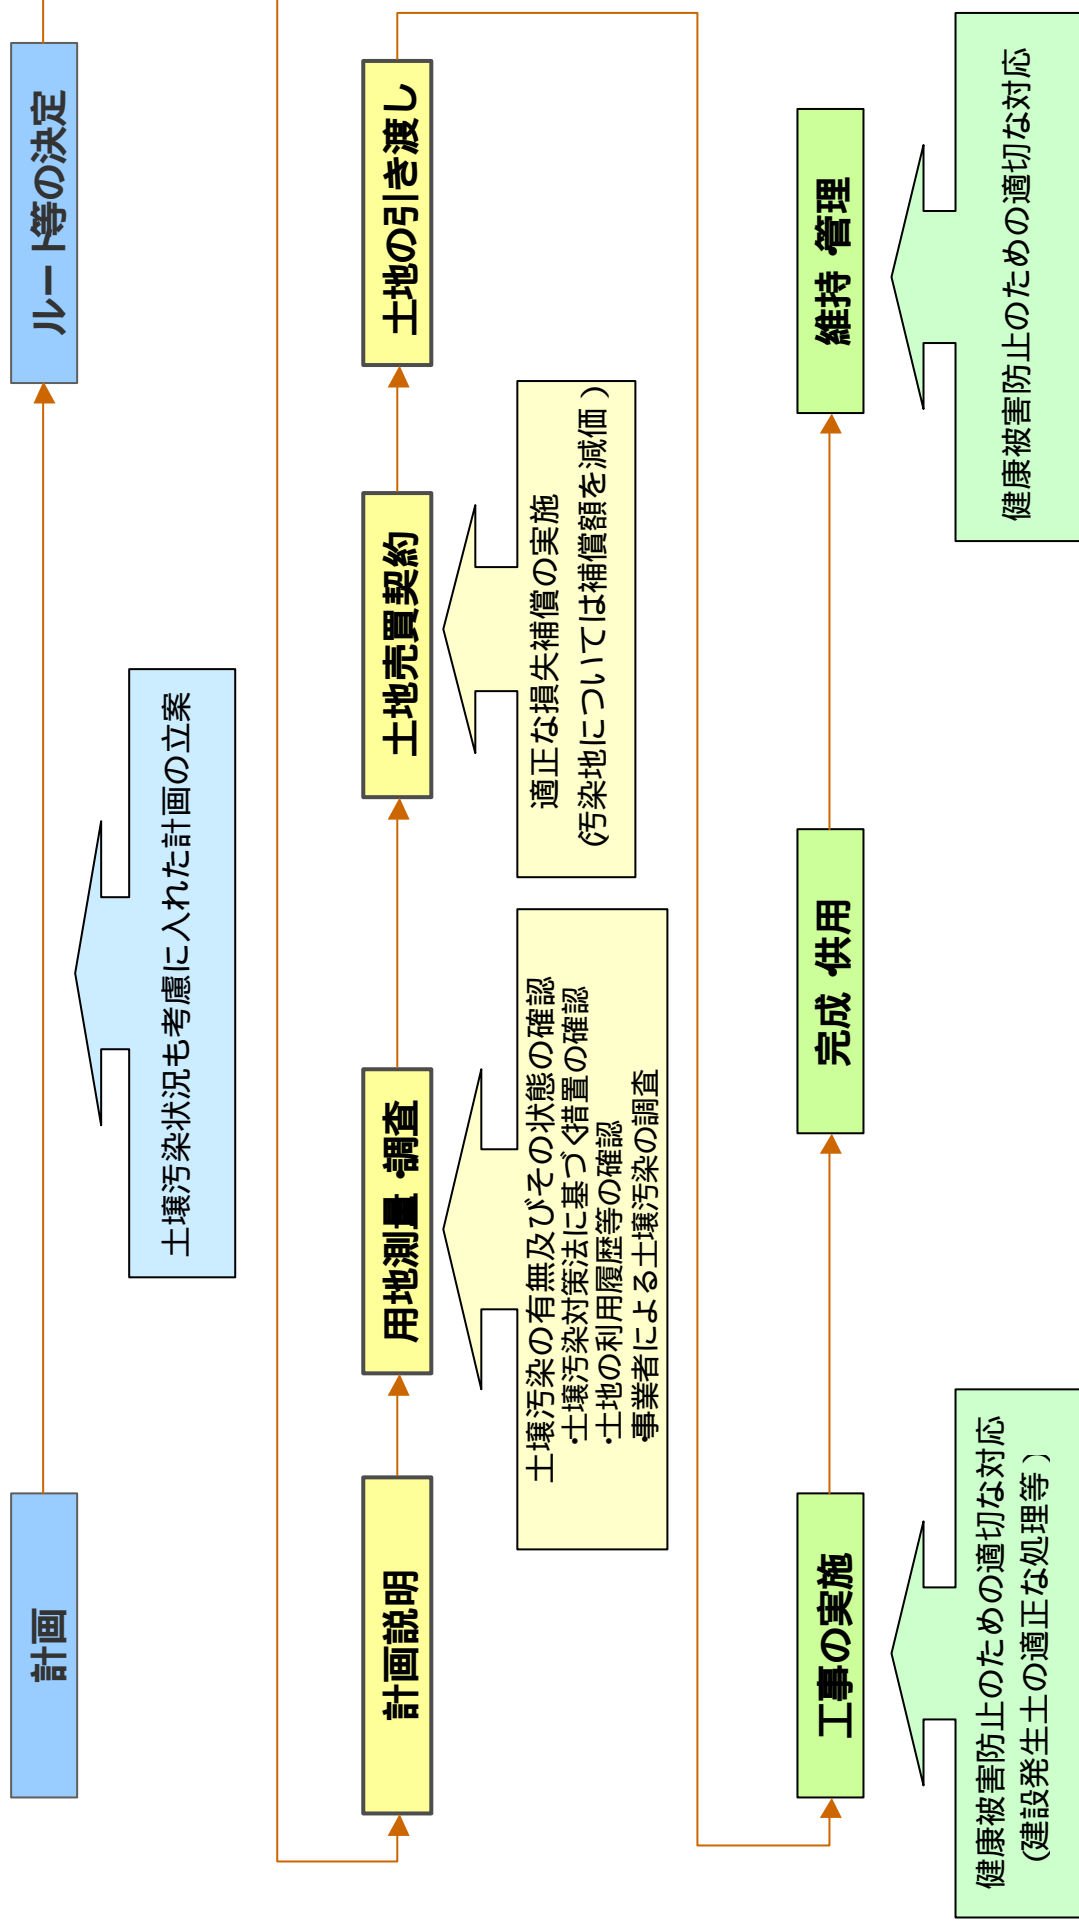 計画
ルート等の決定
土壌汚染状況も考慮に入れた計画の立案
計画説明
用地測量・調査
土地売買契約
土地の引き渡し
土壌汚染の有無及びその状態の確認
・土壌汚染対策法に基づく措置の確認
・土地の利用履歴等の確認
・事業者による土壌汚染の調査
適正な損失補償の実施
(汚染地については補償額を減価)
工事の実施
完成・供用
維持・管理
健康被害防止のための適切な対応
(建設発生土の適正な処理等)
健康被害防止のための適切な対応